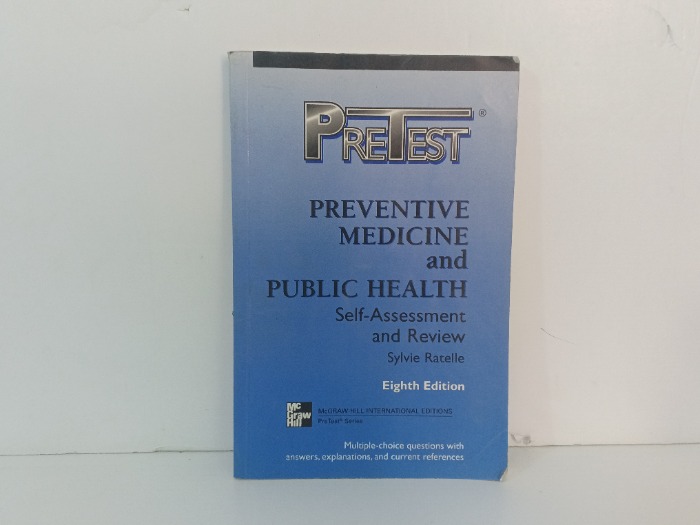 PRETEST®
PREVENTIVE
MEDICINE
and
PUBLIC HEALTH
Self-Assessment
and Review
Sylvie Ratelle
Eighth Edition
Mc
Graw
Hill
McGRAW-HILL INTERNATIONAL EDITIONS
PreTest® Series
Multiple-choice questions with
answers, explanations, and current references